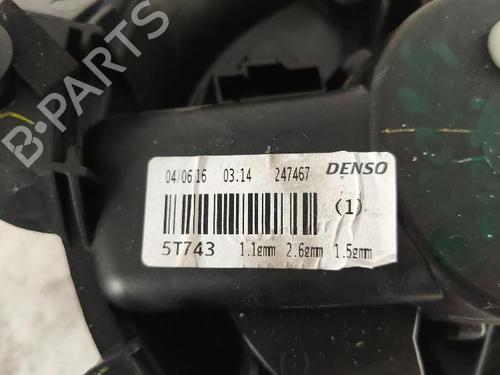 B-PARTS
04/06.16 03:14 247467 DENSO
(1)
5T743 1.1gmm 2.6gmm 1.5gmm